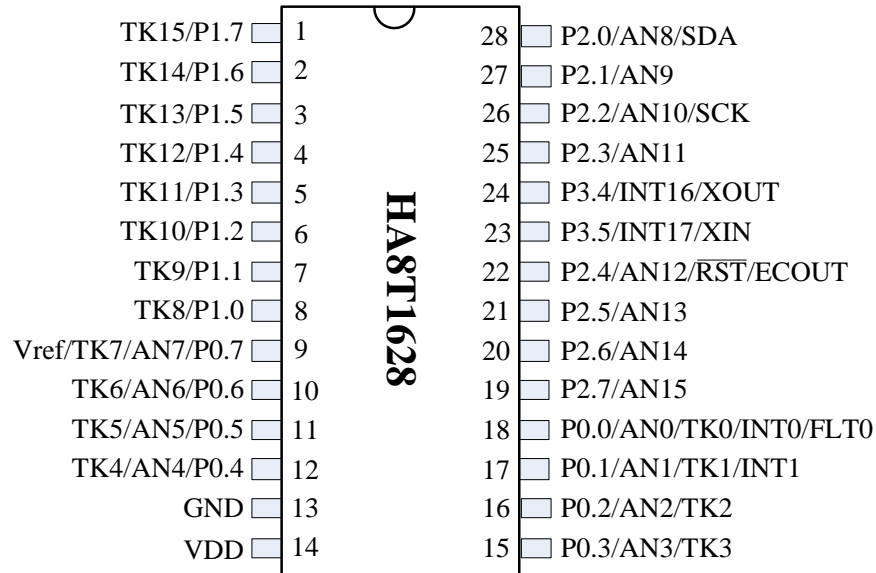 TK15/P1.7 1 28 P2.0/AN8/SDA
TK14/P1.6 2 27 P2.1/AN9
TK13/P1.5 3 26 P2.2/AN10/SCK
TK12/P1.4 4 25 P2.3/AN11
TK11/P1.3 5 24 P3.4/INT16/XOUT
TK10/P1.2 6 23 P3.5/INT17/XIN
TK9/P1.1 7 22 P2.4/AN12/R̅S̅T̅/ECOUT
TK8/P1.0 8 21 P2.5/AN13
Vref/TK7/AN7/P0.7 9 20 P2.6/AN14
TK6/AN6/P0.6 10 19 P2.7/AN15
TK5/AN5/P0.5 11 18 P0.0/AN0/TK0/INT0/FLT0
TK4/AN4/P0.4 12 17 P0.1/AN1/TK1/INT1
GND 13 16 P0.2/AN2/TK2
VDD 14 15 P0.3/AN3/TK3
HA8T1628